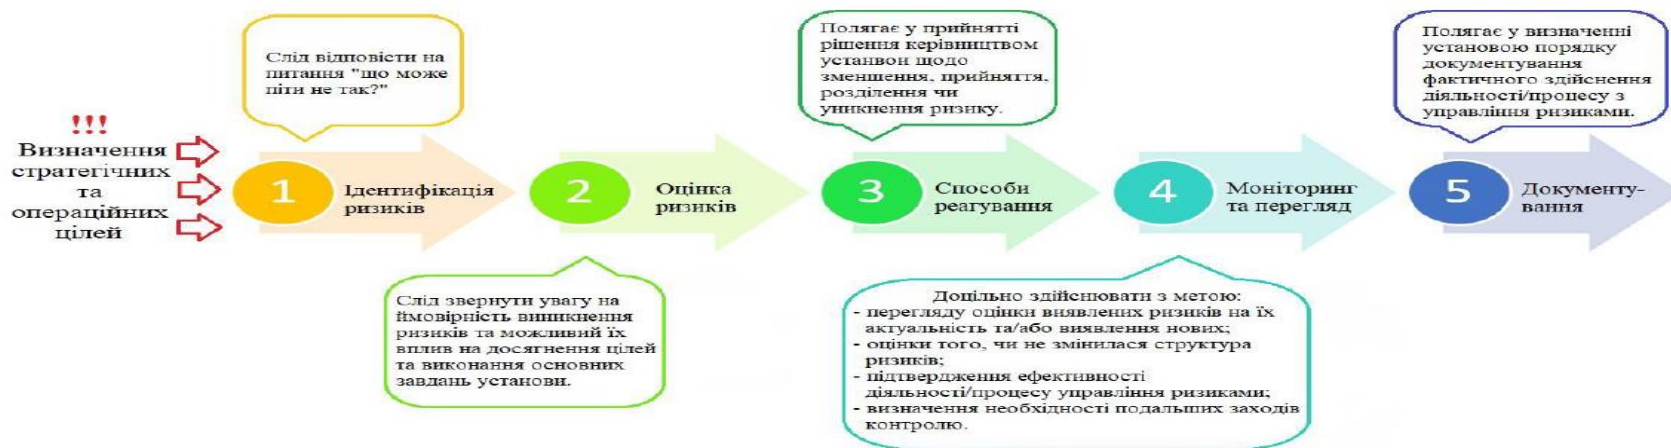 !!!
Визначення
стратегічних
та
операційних
цілей
Слід відповісти на
питання "що може
піти не так?"
1
Ідентифікація
ризиків
2
Оцінка
ризиків
Слід звернути увагу на
ймовірність виникнення
ризиків та можливий їх
вплив на досягнення цілей
та виконання основних
завдань установи.
Полягає у прийнятті
рішення керівництвом
устанвон щодо
зменшення, прийняття,
розділення чи
уникнення ризику.
3
Способи
реагування
4
Моніторинг
та перегляд
Доцільно здійснювати з метою:
- перегляду оцінки виявлених ризиків на їх
актуальність та/або виявлення нових;
- оцінки того, чи не змінилася структура
ризиків;
- підтвердження ефективності
діяльності/процесу управління ризиками;
- визначення необхідності подальших заходів
контролю.
Полягає у визначенні
установою порядку
документування
фактичного здійснення
діяльності/процесу з
управління ризиками.
5
Документу-
вання